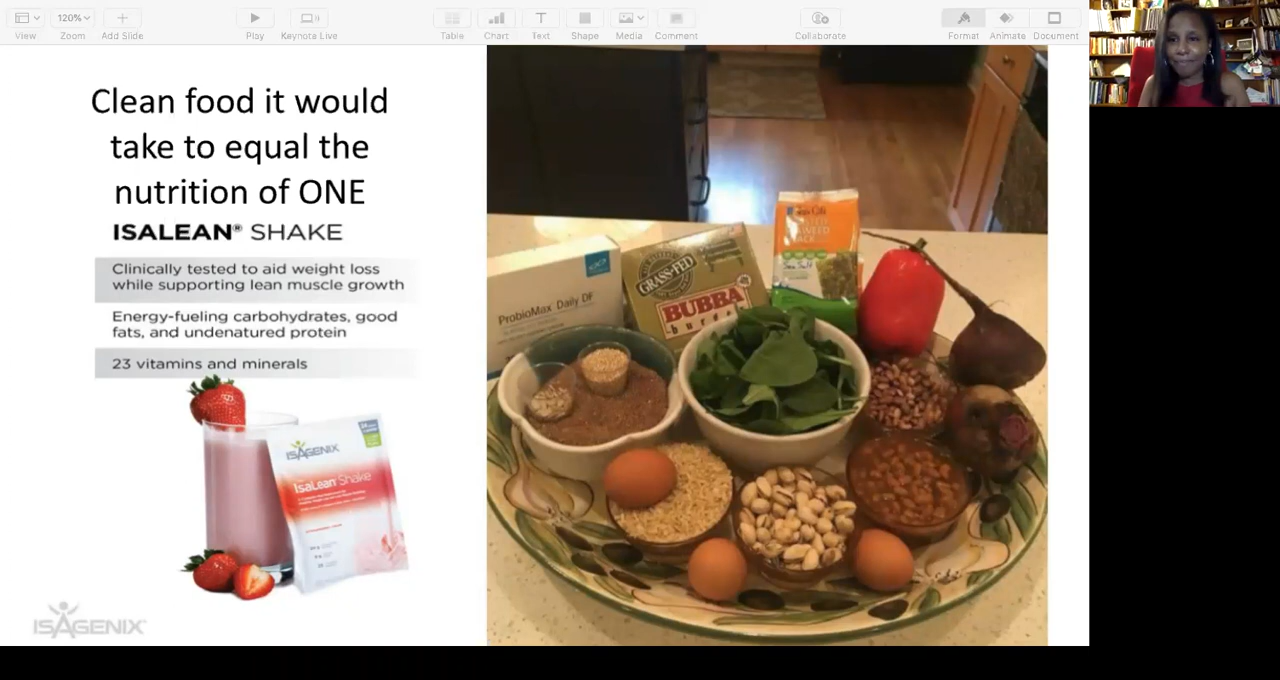 View
120%
Zoom
Add Slide
Play
Keynote Live
Table
Chart
Text
Shape
Media
Comment
Collaborate
Format
Animate
Document
Clean food it would
take to equal the
nutrition of ONE
ISALEAN® SHAKE
Clinically tested to aid weight loss
while supporting lean muscle growth
Energy-fueling carbohydrates, good
fats, and undenatured protein
23 vitamins and minerals
ISAGENIX
IsaLean Shake
ISAGENIX
ProbioMax Daily DF
GRASS-FED
BUBBA
burger
Sea Salt